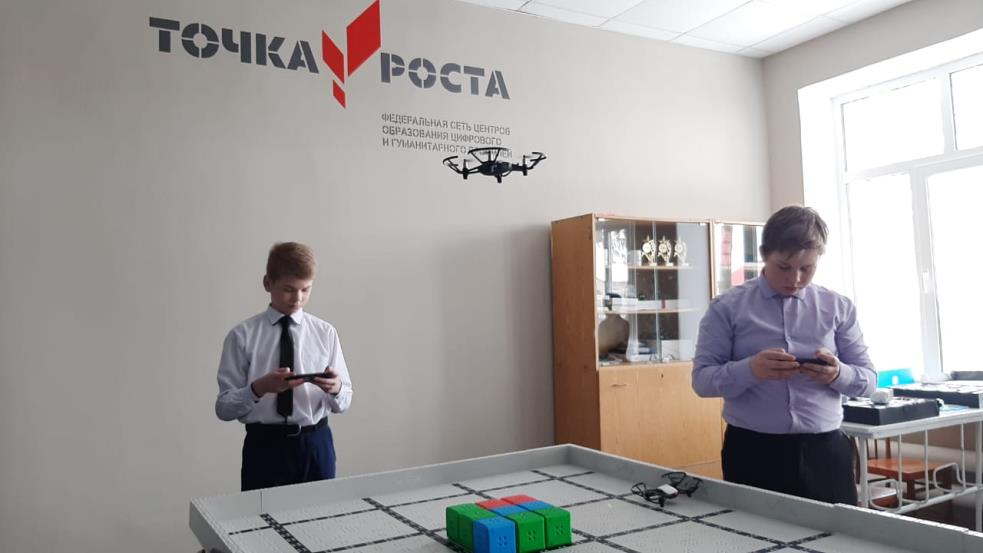 ТОЧКА РОСТА
ФЕДЕРАЛЬНАЯ СЕТЬ ЦЕНТРОВ
ОБРАЗОВАНИЯ ЦИФРОВОГО
И ГУМАНИТАРНОГО